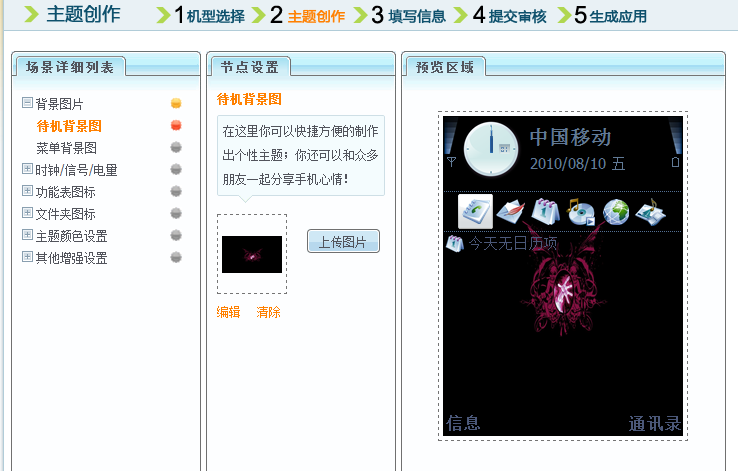 主题创作 1 机型选择 2 主题创作 3 填写信息 4 提交审核 5 生成应用
场景详细列表
背景图片
待机背景图
菜单背景图
时钟/信号/电量
功能表图标
文件夹图标
主题颜色设置
其他增强设置
节点设置
待机背景图
在这里你可以快捷方便的制作
出个性主题；你还可以和众多
朋友一起分享手机心情！
上传图片
编辑 清除
预览区域
中国移动
2010/08/10 五
今天无日历项
信息 通讯录